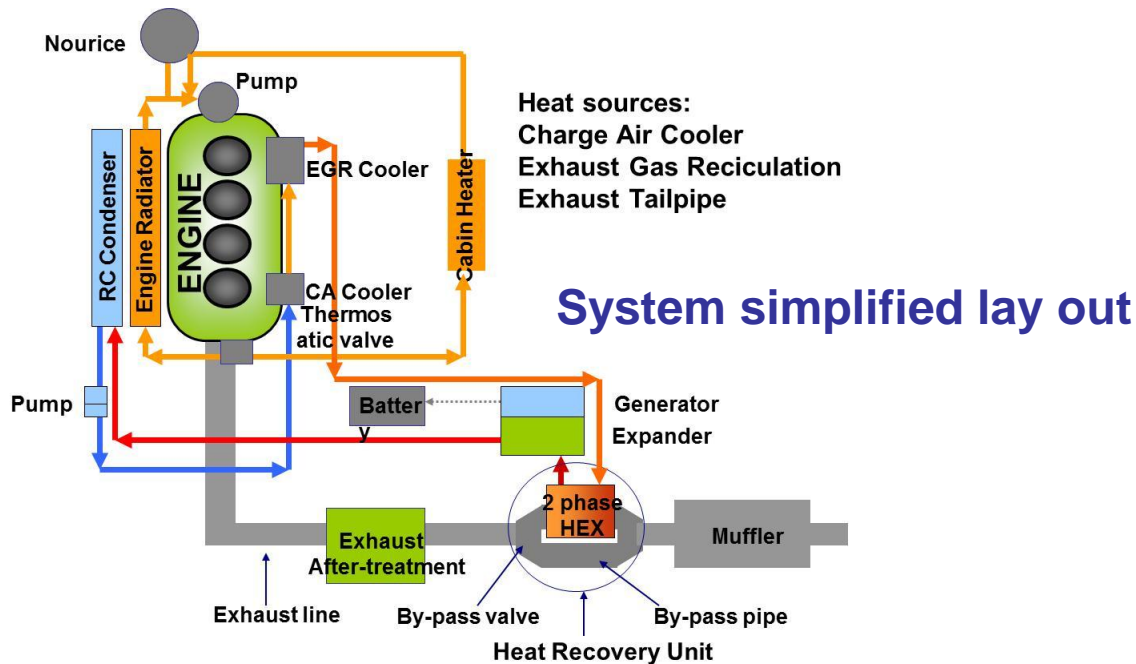 Nourice
Pump
Heat sources:
Charge Air Cooler
Exhaust Gas Reciculation
Exhaust Tailpipe
RC Condenser
Engine Radiator
ENGINE
EGR Cooler
Cabin Heater
CA Cooler
Thermos
atic valve
System simplified lay out
Pump
Batter
y
Generator
Expander
2 phase
HEX
Exhaust
After-treatment
Muffler
Exhaust line
By-pass valve
By-pass pipe
Heat Recovery Unit